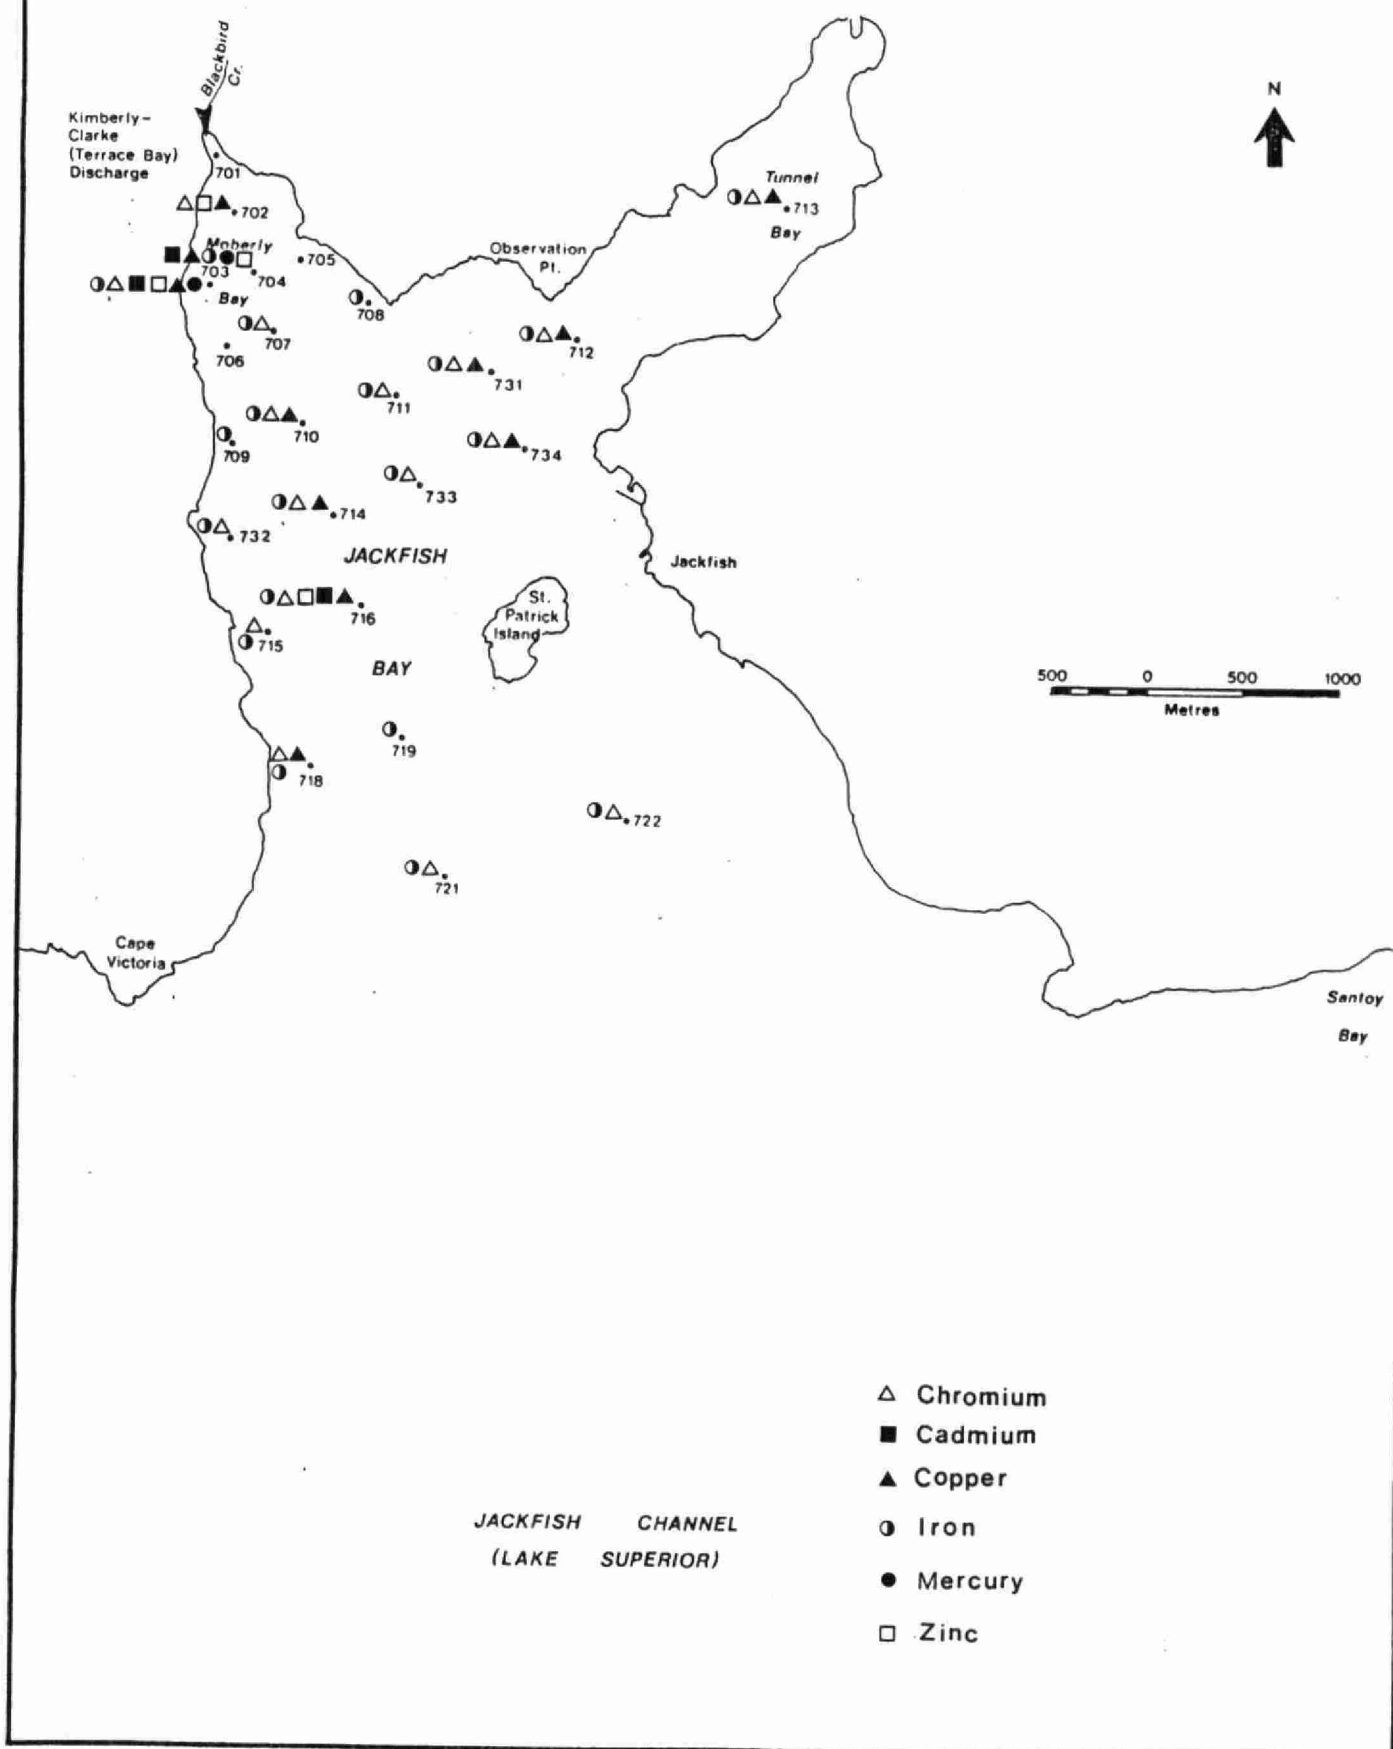 Blackbird
Cr.
N
Kimberly-
Clarke
(Terrace Bay)
Discharge
701
702
Tunnel
713
Bay
Moberly
703
704
705
Bay
Observation
Pt.
708
707
706
712
731
711
710
709
734
733
714
732
JACKFISH
Jackfish
St.
Patrick
Island
716
715
BAY
500 0 500 1000
Metres
719
718
722
721
Cape
Victoria
Santoy
Bay
Chromium
Cadmium
Copper
Iron
Mercury
Zinc
JACKFISH CHANNEL
(LAKE SUPERIOR)